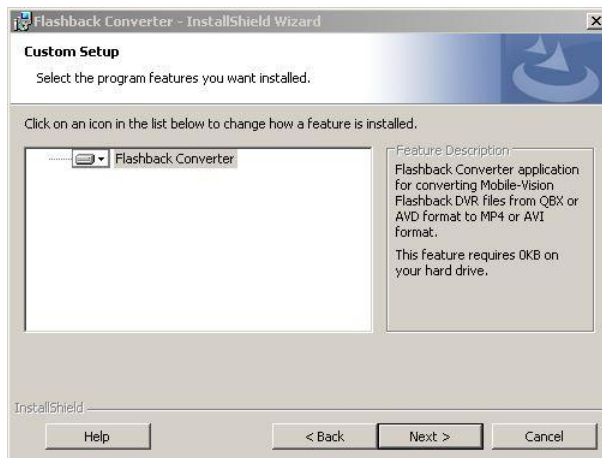 Flashback Converter - InstallShield Wizard
Custom Setup
Select the program features you want installed.
Click on an icon in the list below to change how a feature is installed.
Flashback Converter
Feature Description
Flashback Converter application
for converting Mobile-Vision
Flashback DVR files from QBX or
AVD format to MP4 or AVI
format.
This feature requires 0KB on
your hard drive.
InstallShield
Help
< Back
Next >
Cancel